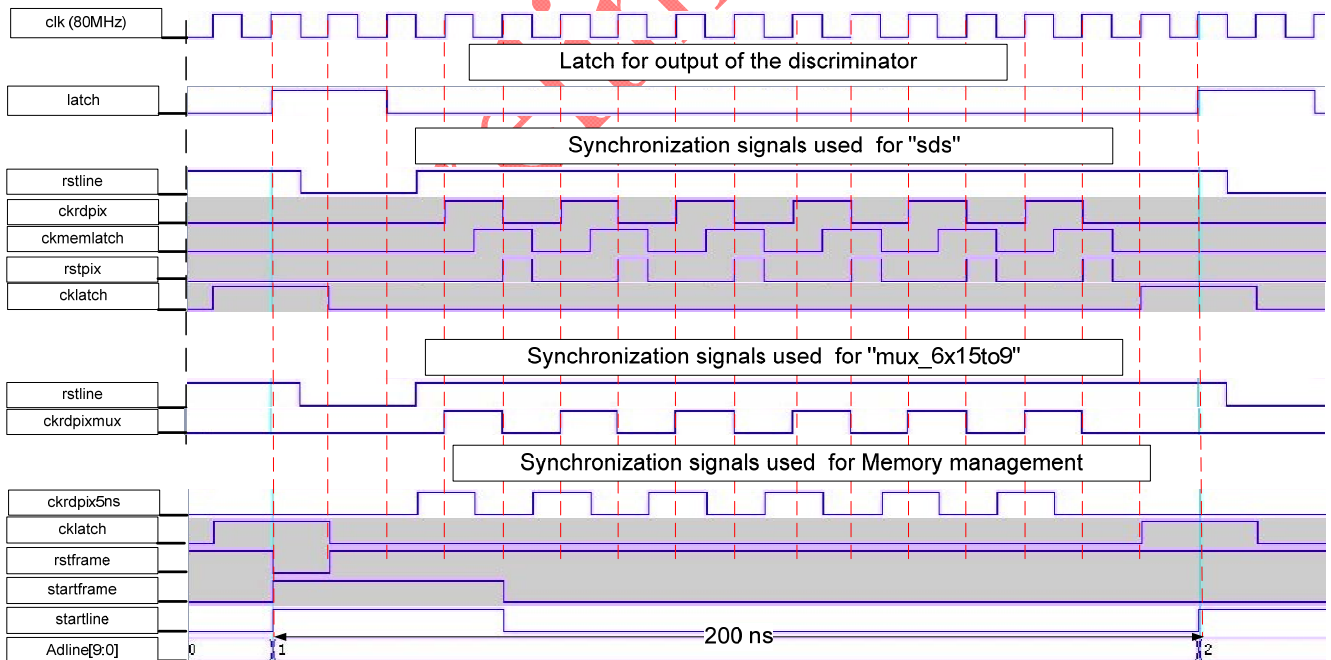 clk (80MHz)
Latch for output of the discriminator
latch
Synchronization signals used for "sds"
rstline
ckrdpix
ckmemlatch
rstpix
cklatch
Synchronization signals used for "mux_6x15to9"
rstline
ckrdpixmux
Synchronization signals used for Memory management
ckrdpix5ns
cklatch
rstframe
startframe
startline
200 ns
Adline[9:0] 0 1 2